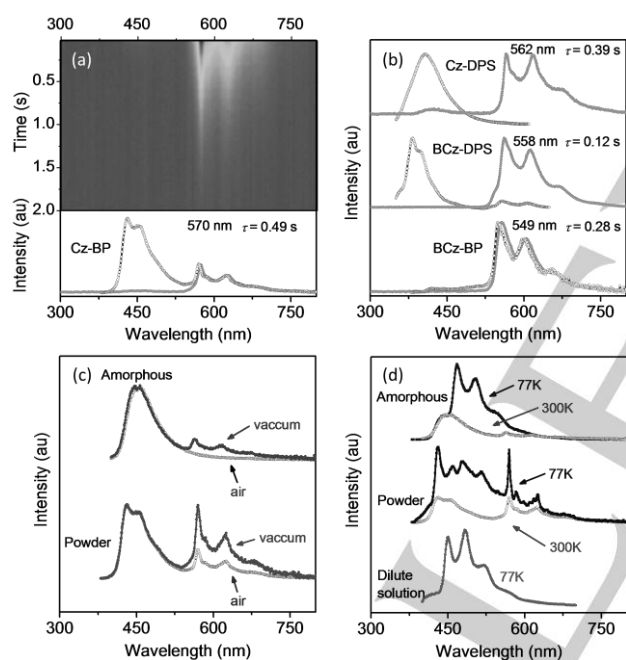 300 450 600 750
(a)
0.5
1.0
1.5
2.0
Time (s)
Cz-BP
570 nm τ = 0.49 s
Intensity (au)
300 450 600 750
Wavelength (nm)
(b)
Cz-DPS
562 nm τ = 0.39 s
BCz-DPS
558 nm τ = 0.12 s
BCz-BP
549 nm τ = 0.28 s
Intensity (au)
300 450 600 750
Wavelength (nm)
(c)
Amorphous
vaccum
air
Powder
vaccum
air
Intensity (au)
300 450 600 750
Wavelength (nm)
(d)
Amorphous
77K
300K
Powder
77K
300K
Dilute
solution
77K
Intensity (au)
300 450 600 750
Wavelength (nm)